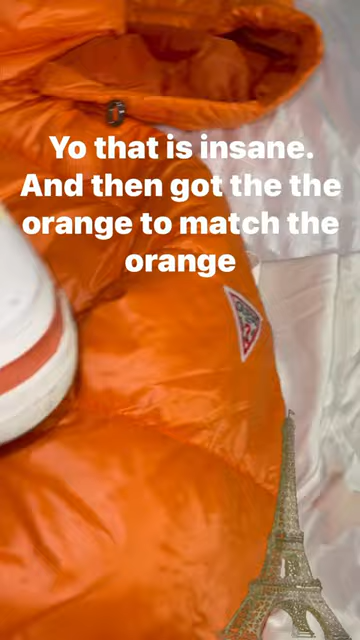 Yo that is insane.
And then got the the
orange to match the
orange